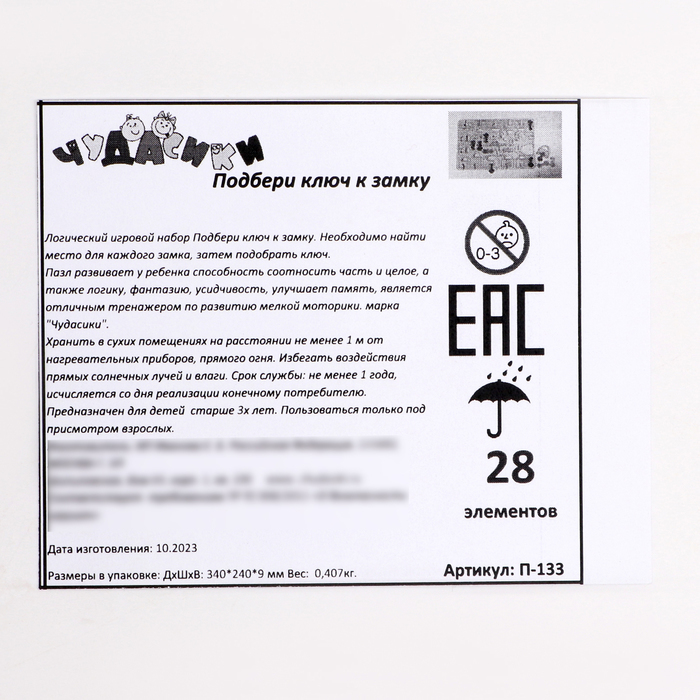 ЧУДАСИКИ
Подбери ключ к замку
Логический игровой набор Подбери ключ к замку. Необходимо найти
место для каждого замка, затем подобрать ключ.
Пазл развивает у ребенка способность соотносить часть и целое, а
также логику, фантазию, усидчивость, улучшает память, является
отличным тренажером по развитию мелкой моторики. марка
"Чудасики".
Хранить в сухих помещениях на расстоянии не менее 1 м от
нагревательных приборов, прямого огня. Избегать воздействия
прямых солнечных лучей и влаги. Срок службы: не менее 1 года,
исчисляется со дня реализации конечному потребителю.
Предназначен для детей старше 3х лет. Пользоваться только под
присмотром взрослых.
Дата изготовления: 10.2023
Размеры в упаковке: ДхШхВ: 340*240*9 мм Вес: 0,407кг.
0-3
ЕАС
28
элементов
Артикул: П-133